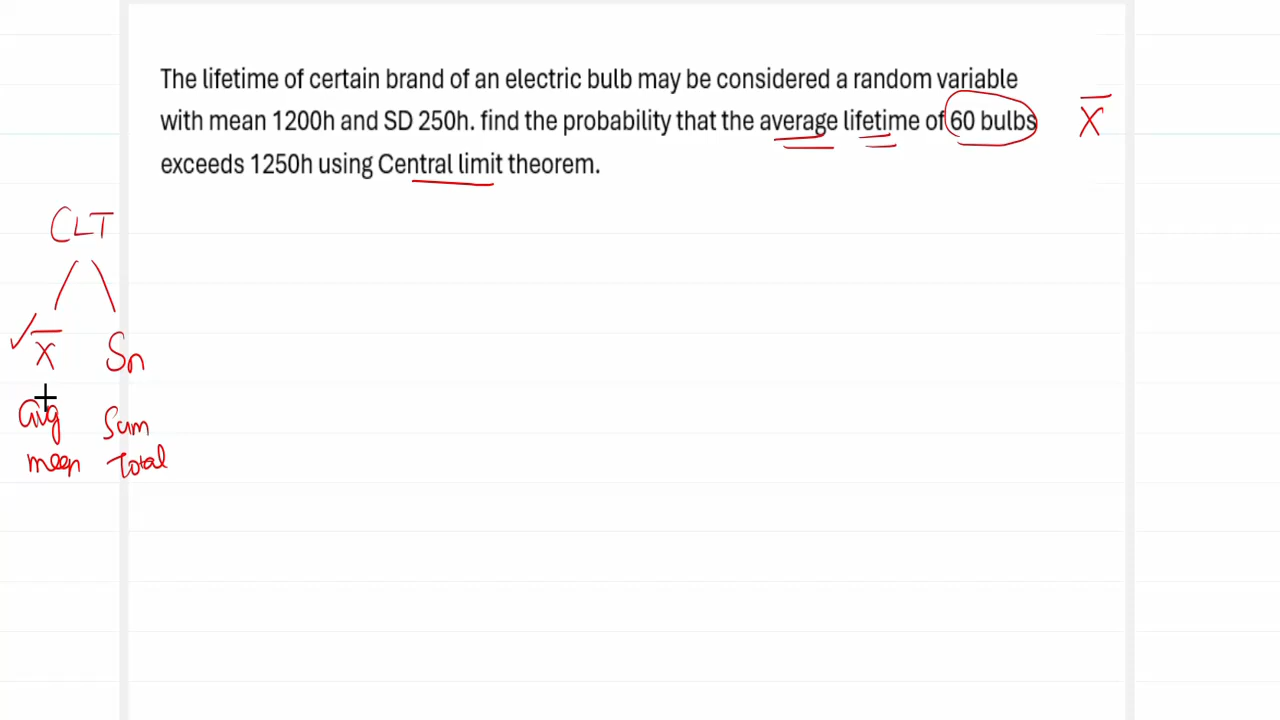 The lifetime of certain brand of an electric bulb may be considered a random variable
with mean 1200h and SD 250h. find the probability that the average lifetime of 60 bulbs
exceeds 1250h using Central limit theorem.
X̅
CLT
✓ X̅ Sn
avg Sum
mean Total